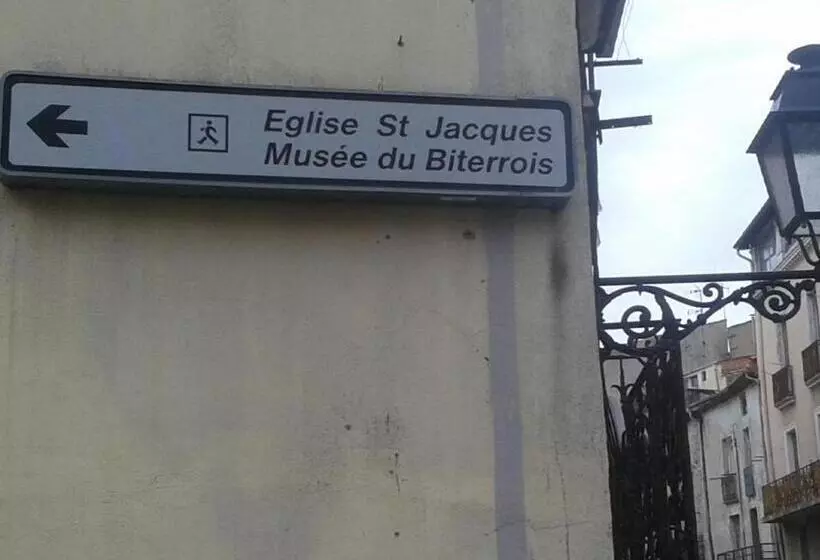 Eglise St Jacques
Musée du Biterrois